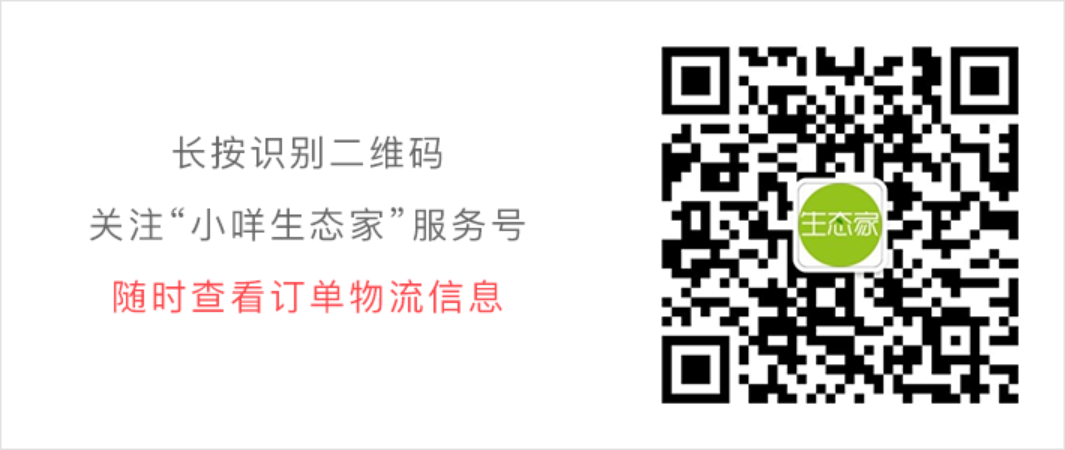 长按识别二维码
关注“小咩生态家”服务号
随时查看订单物流信息
生态家